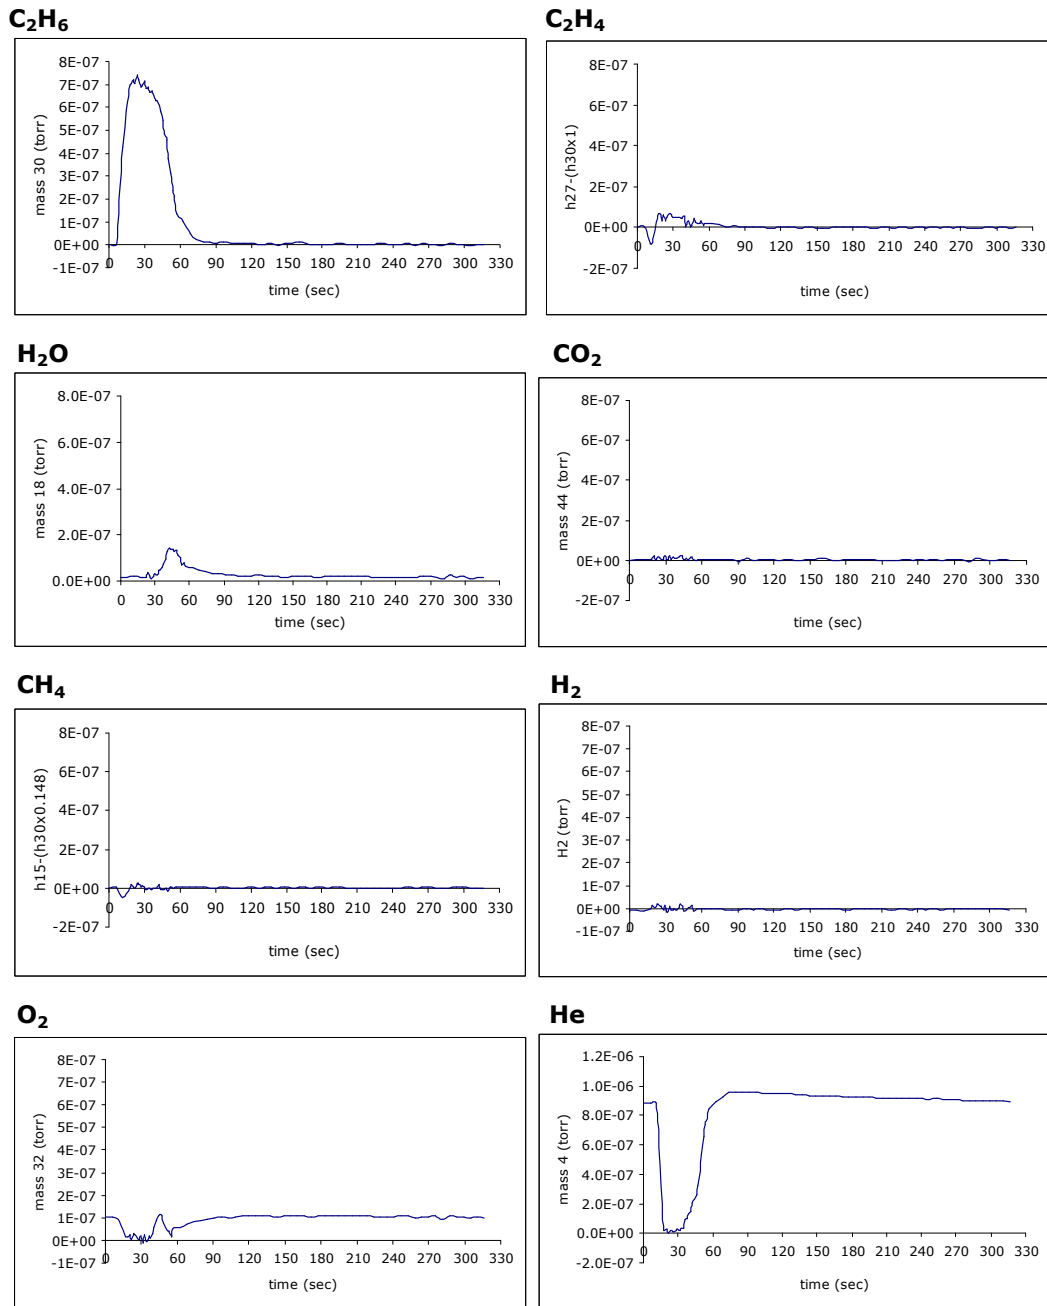 C₂H₆
8E-07
7E-07
6E-07
5E-07
4E-07
3E-07
2E-07
1E-07
0E+00
-1E-07
mass 30 (torr)
0 30 60 90 120 150 180 210 240 270 300 330
time (sec)
C₂H₄
8E-07
6E-07
4E-07
2E-07
0E+00
-2E-07
h27-(h30x1)
0 30 60 90 120 150 180 210 240 270 300 330
time (sec)
H₂O
8.0E-07
6.0E-07
4.0E-07
2.0E-07
0.0E+00
mass 18 (torr)
0 30 60 90 120 150 180 210 240 270 300 330
time (sec)
CO₂
8E-07
6E-07
4E-07
2E-07
0E+00
-2E-07
mass 44 (torr)
0 30 60 90 120 150 180 210 240 270 300 330
time (sec)
CH₄
8E-07
6E-07
4E-07
2E-07
0E+00
-2E-07
h15-(h30x0.148)
0 30 60 90 120 150 180 210 240 270 300 330
time (sec)
H₂
8E-07
7E-07
6E-07
5E-07
4E-07
3E-07
2E-07
1E-07
0E+00
-1E-07
H2 (torr)
0 30 60 90 120 150 180 210 240 270 300 330
time (sec)
O₂
8E-07
7E-07
6E-07
5E-07
4E-07
3E-07
2E-07
1E-07
0E+00
-1E-07
mass 32 (torr)
0 30 60 90 120 150 180 210 240 270 300 330
time (sec)
He
1.2E-06
1.0E-06
8.0E-07
6.0E-07
4.0E-07
2.0E-07
0.0E+00
-2.0E-07
mass 4 (torr)
0 30 60 90 120 150 180 210 240 270 300 330
time (sec)